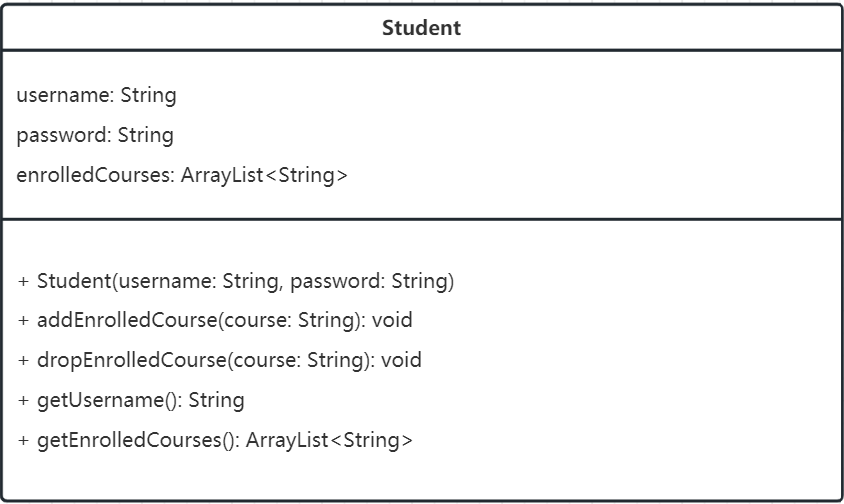 Student
username: String
password: String
enrolledCourses: ArrayList<String>
+ Student(username: String, password: String)
+ addEnrolledCourse(course: String): void
+ dropEnrolledCourse(course: String): void
+ getUsername(): String
+ getEnrolledCourses(): ArrayList<String>